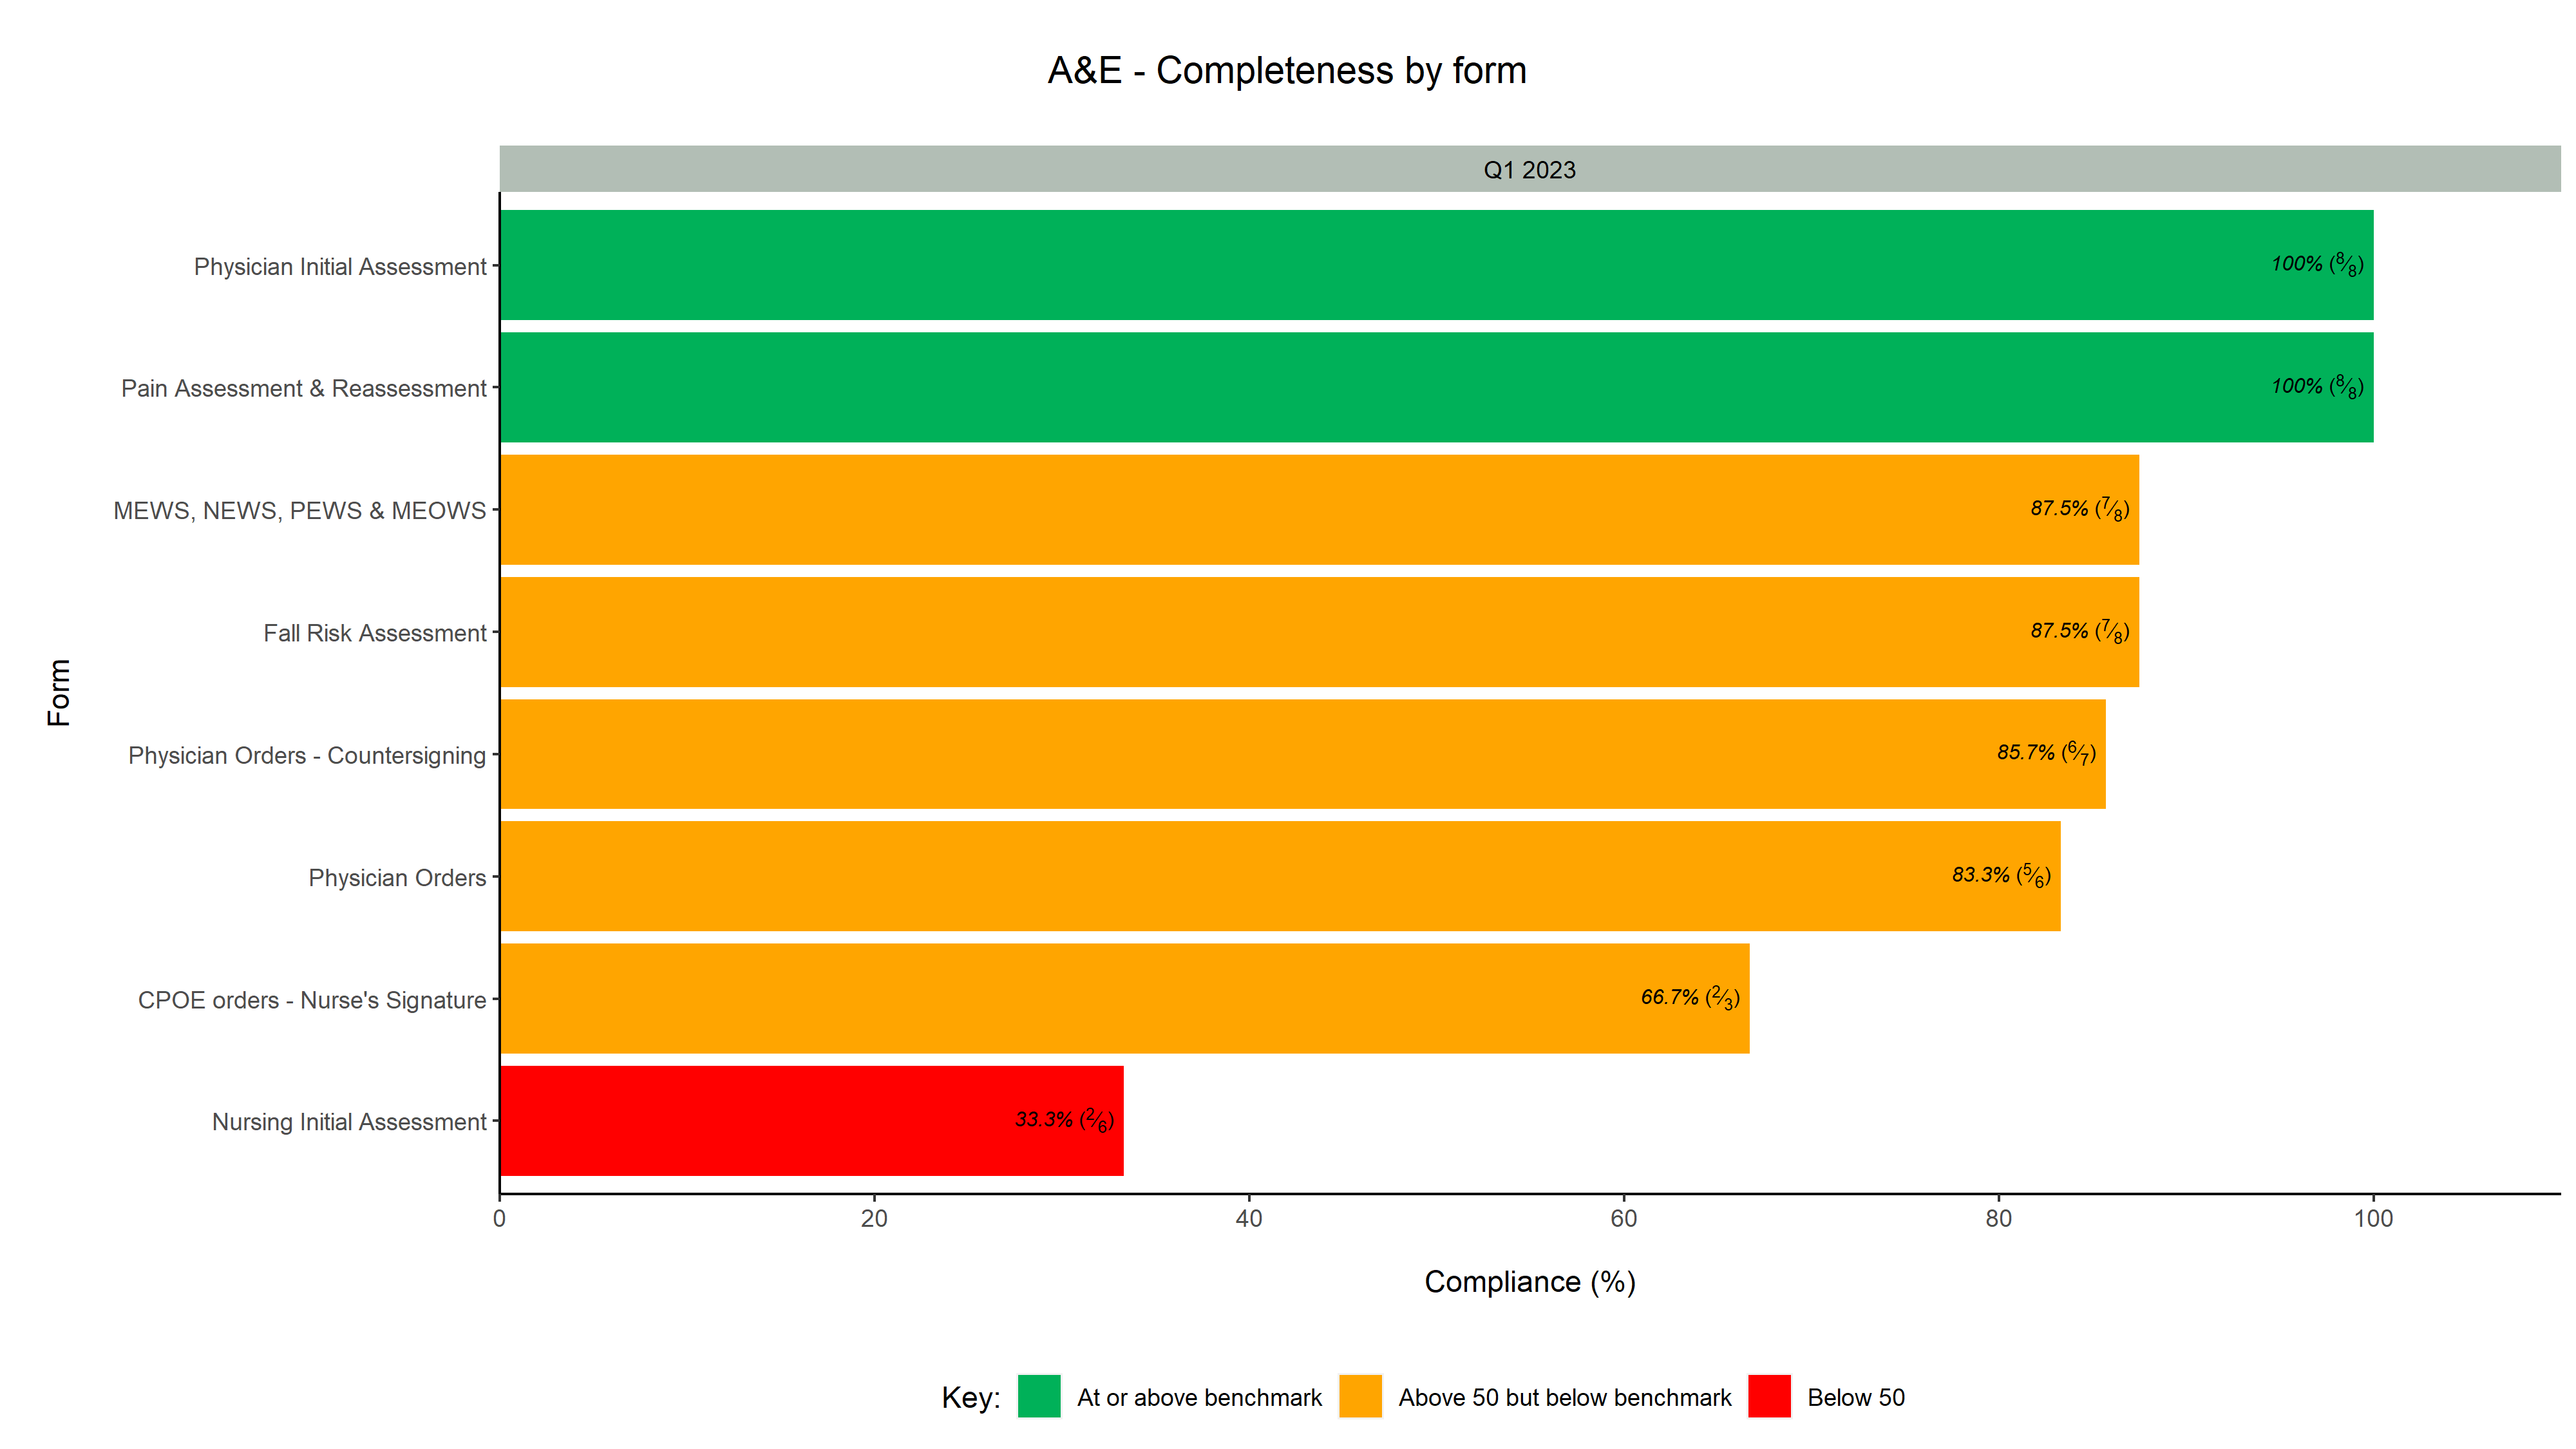 A&E - Completeness by form
Q1 2023
Physician Initial Assessment
100% (8⁄8)
Pain Assessment & Reassessment
100% (8⁄8)
MEWS, NEWS, PEWS & MEOWS
87.5% (7⁄8)
Fall Risk Assessment
87.5% (7⁄8)
Form
Physician Orders - Countersigning
85.7% (6⁄7)
Physician Orders
83.3% (5⁄6)
CPOE orders - Nurse's Signature
66.7% (2⁄3)
Nursing Initial Assessment
33.3% (2⁄6)
0 20 40 60 80 100
Compliance (%)
Key: At or above benchmark Above 50 but below benchmark Below 50